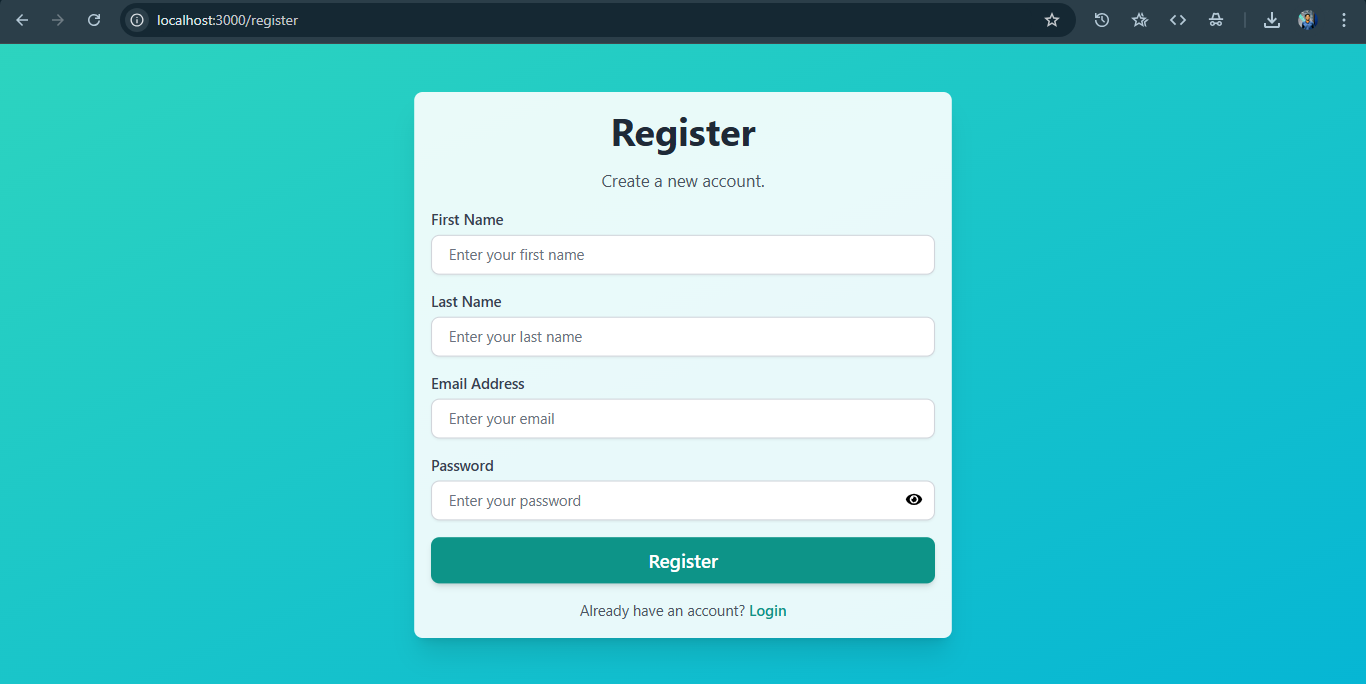 localhost:3000/register
Register
Create a new account.
First Name
Enter your first name
Last Name
Enter your last name
Email Address
Enter your email
Password
Enter your password
Register
Already have an account? Login